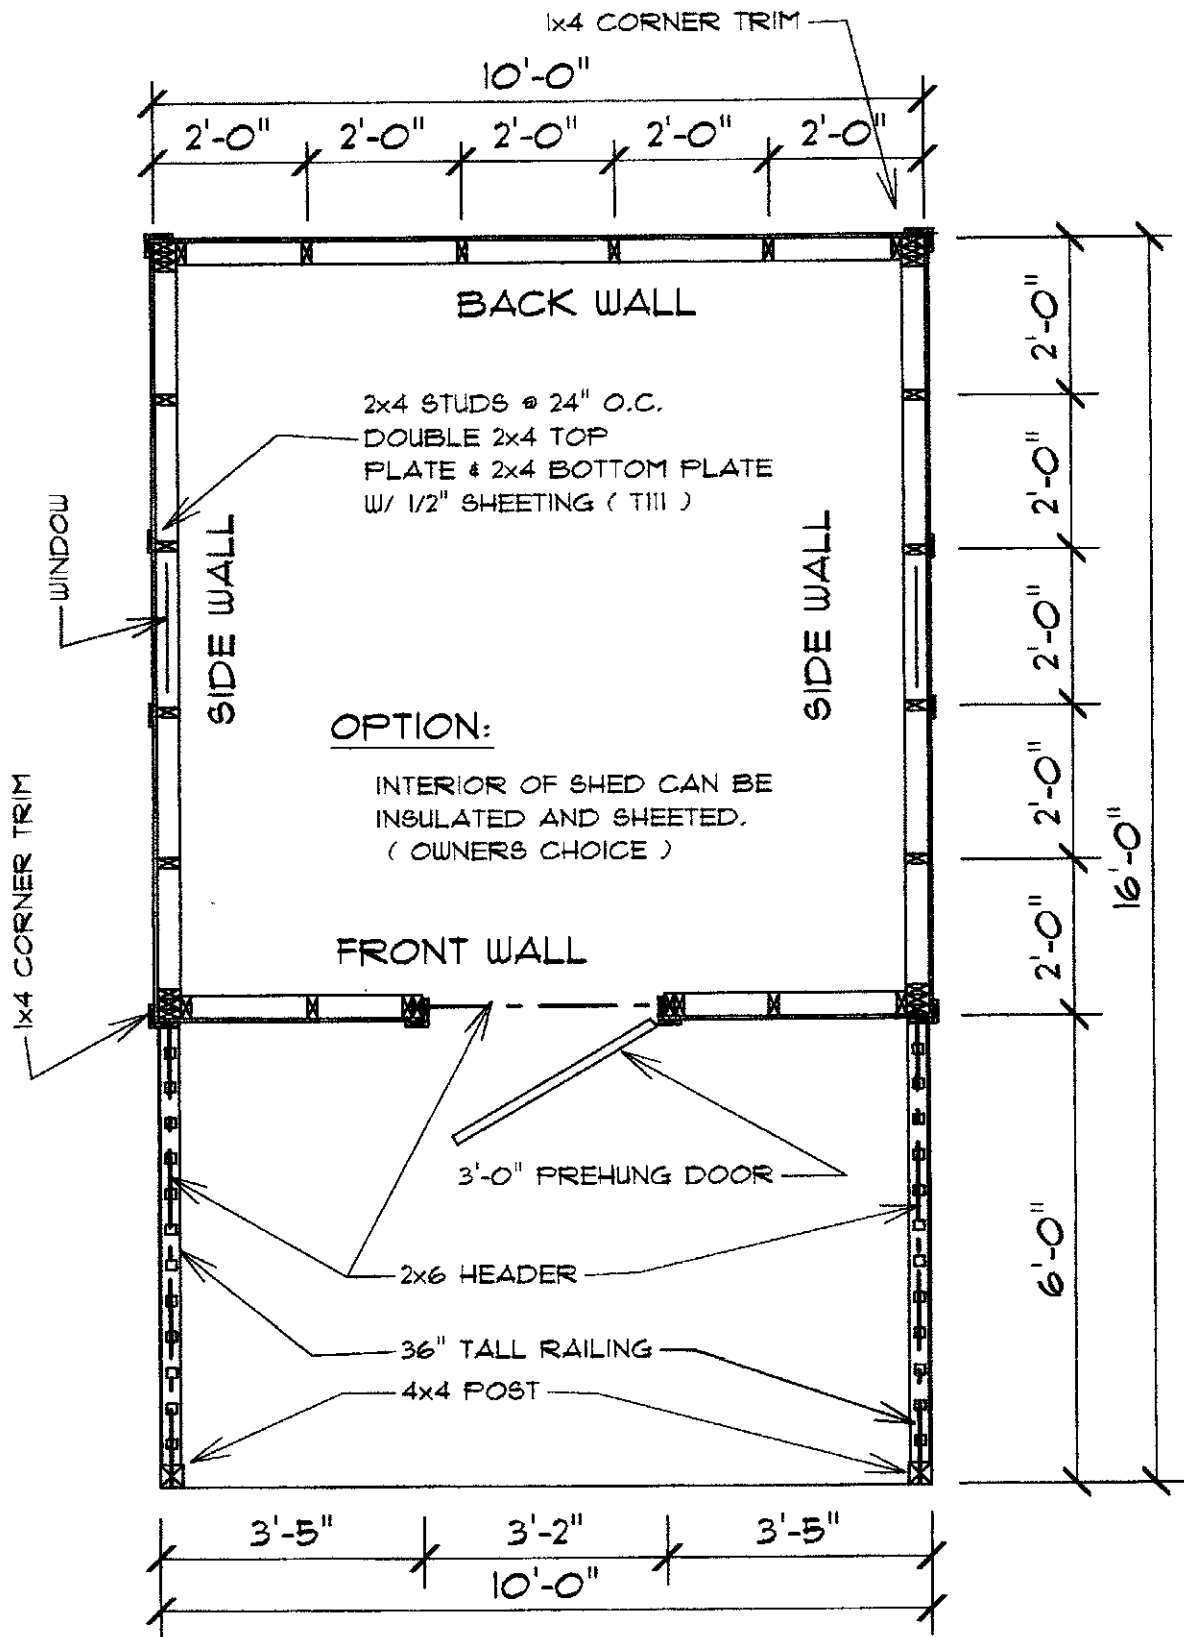 1x4 CORNER TRIM
10'-0"
2'-0" 2'-0" 2'-0" 2'-0" 2'-0"
BACK WALL
2x4 STUDS @ 24" O.C.
DOUBLE 2x4 TOP
PLATE & 2x4 BOTTOM PLATE
W/ 1/2" SHEETING ( T111 )
WINDOW
SIDE WALL
SIDE WALL
2'-0"
2'-0"
2'-0"
2'-0"
2'-0"
16'-0"
OPTION:
INTERIOR OF SHED CAN BE
INSULATED AND SHEETED.
( OWNERS CHOICE )
1x4 CORNER TRIM
FRONT WALL
3'-0" PREHUNG DOOR
6'-0"
2x6 HEADER
36" TALL RAILING
4x4 POST
3'-5" 3'-2" 3'-5"
10'-0"